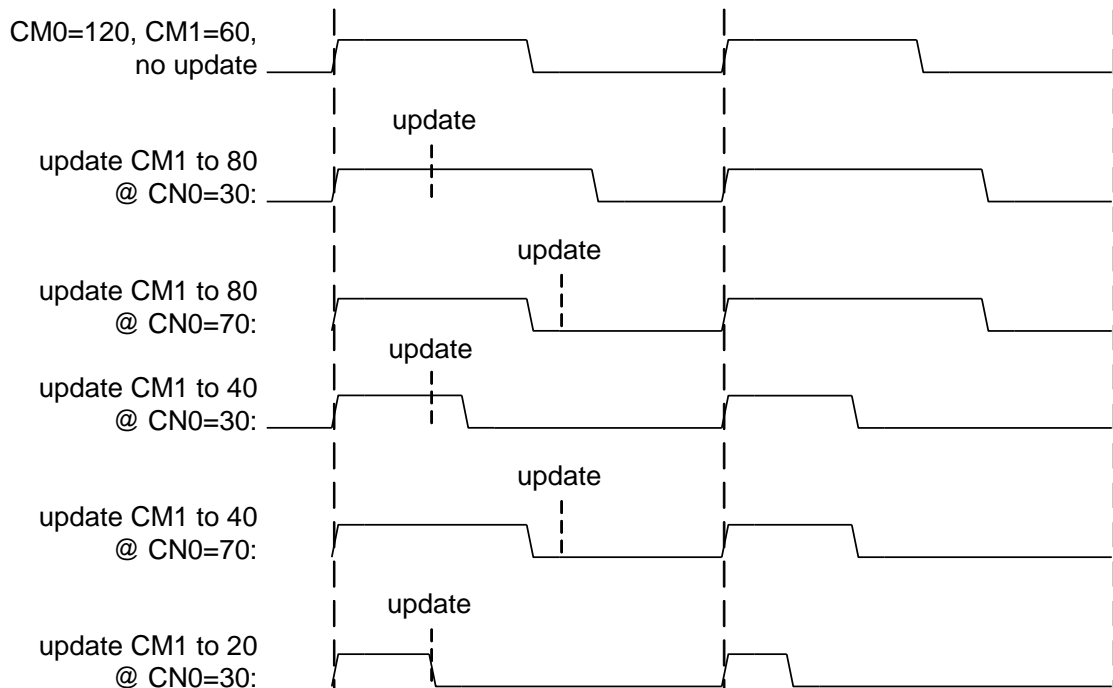 CM0=120, CM1=60,
no update
update
update CM1 to 80
@ CN0=30:
update
update CM1 to 80
@ CN0=70:
update
update CM1 to 40
@ CN0=30:
update
update CM1 to 40
@ CN0=70:
update
update CM1 to 20
@ CN0=30: